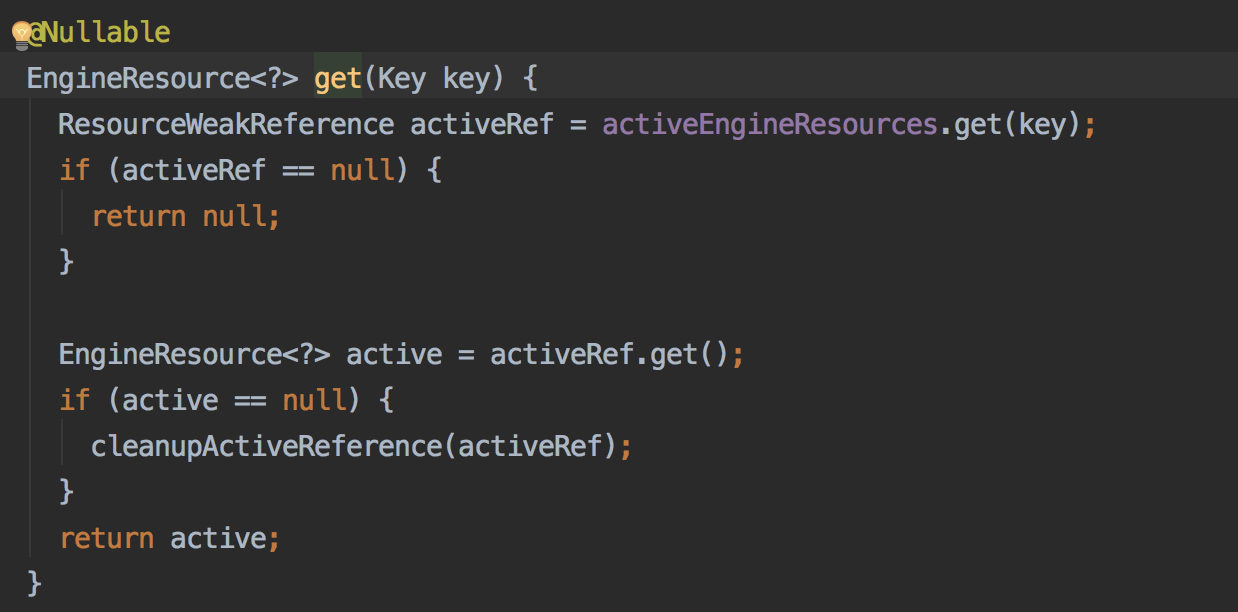 @Nullable
EngineResource<?> get(Key key) {
ResourceWeakReference activeRef = activeEngineResources.get(key);
if (activeRef == null) {
return null;
}
EngineResource<?> active = activeRef.get();
if (active == null) {
cleanupActiveReference(activeRef);
}
return active;
}